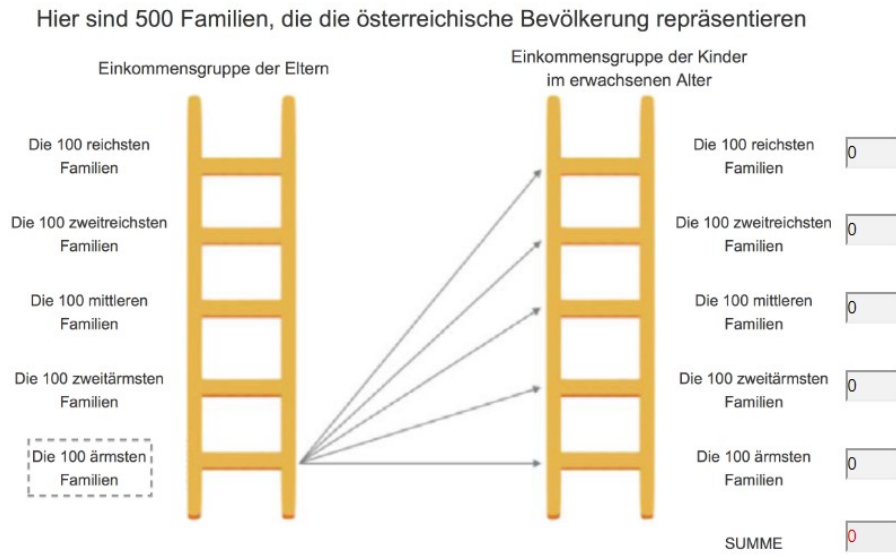 Hier sind 500 Familien, die die österreichische Bevölkerung repräsentieren
Einkommensgruppe der Eltern
Einkommensgruppe der Kinder
im erwachsenen Alter
Die 100 reichsten
Familien
Die 100 reichsten
Familien
0
Die 100 zweitreichsten
Familien
Die 100 zweitreichsten
Familien
0
Die 100 mittleren
Familien
Die 100 mittleren
Familien
0
Die 100 zweitärmsten
Familien
Die 100 zweitärmsten
Familien
0
Die 100 ärmsten
Familien
Die 100 ärmsten
Familien
0
SUMME
0